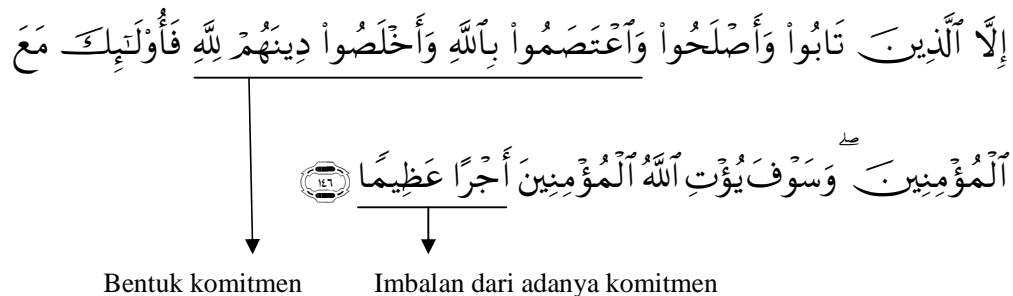 إِلَّا ٱلَّذِينَ تَابُوا۟ وَأَصْلَحُوا۟ وَٱعْتَصَمُوا۟ بِٱللَّهِ وَأَخْلَصُوا۟ دِينَهُمْ لِلَّهِ فَأُو۟لَـٰٓئِكَ مَعَ
ٱلْمُؤْمِنِينَ ۖ وَسَوْفَ يُؤْتِ ٱللَّهُ ٱلْمُؤْمِنِينَ أَجْرًا عَظِيمًا ١٤٦
Bentuk komitmen Imbalan dari adanya komitmen